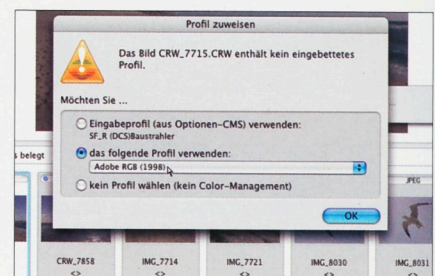 Profil zuweisen
Das Bild CRW_7715.CRW enthält kein eingebettetes
Profil.
Möchten Sie ...
Eingabeprofil (aus Optionen-CMS) verwenden:
SF_R (DCS)Baustrahler
das folgende Profil verwenden:
Adobe RGB (1998)
kein Profil wählen (kein Color-Management)
OK
s belegt
JPEG
CRW_7858
IMG_7714
IMG_7721
IMG_8030
IMG_8031